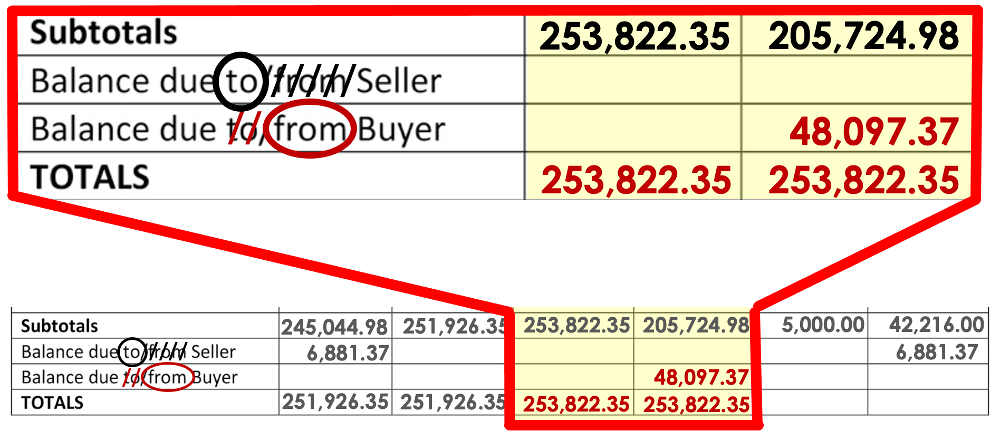 Subtotals 253,822.35 205,724.98
Balance due to/from Seller
Balance due to/from Buyer 48,097.37
TOTALS 253,822.35 253,822.35
Subtotals 245,044.98 251,926.35 253,822.35 205,724.98 5,000.00 42,216.00
Balance due to/from Seller 6,881.37 6,881.37
Balance due to/from Buyer 48,097.37
TOTALS 251,926.35 251,926.35 253,822.35 253,822.35